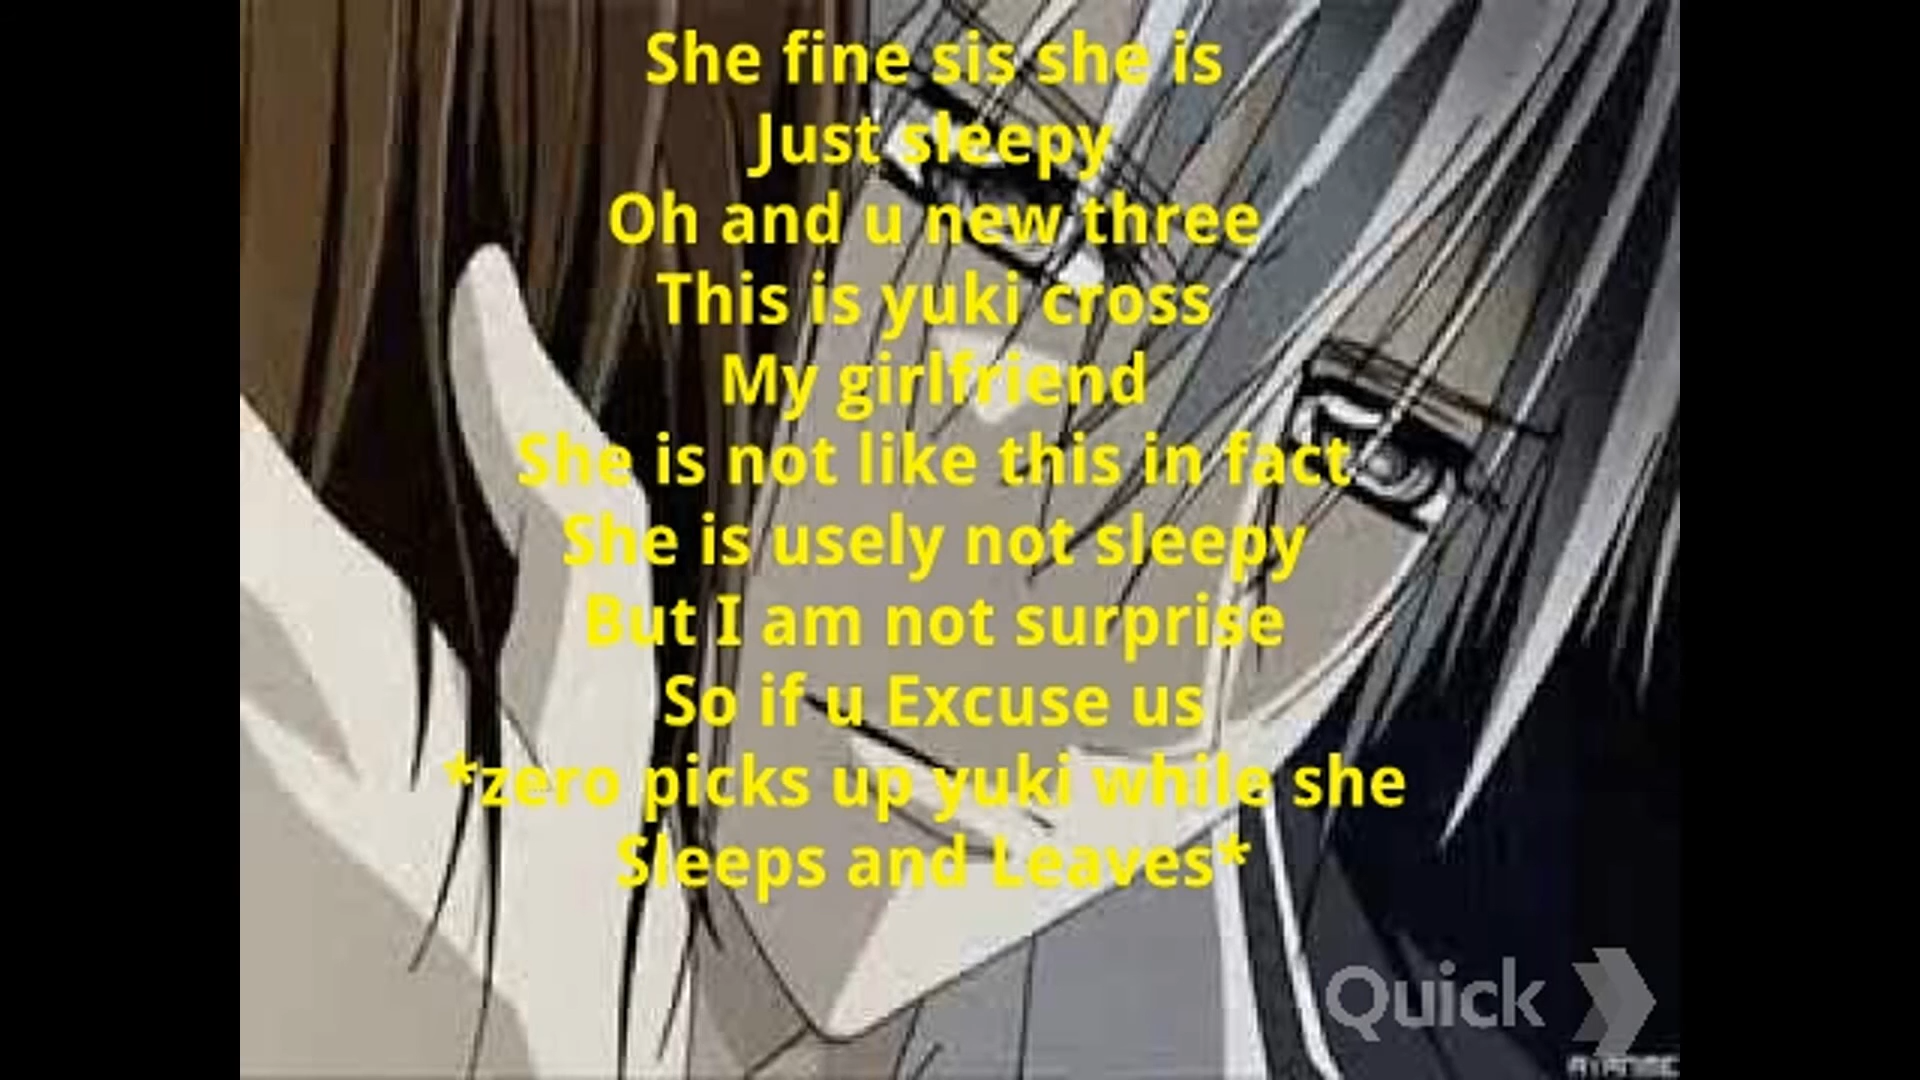 She fine sis she is
Just sleepy
Oh and u new three
This is yuki cross
My girlfriend
She is not like this in fact
She is usely not sleepy
But I am not surprise
So if u Excuse us
*zero picks up yuki while she
Sleeps and Leaves*
Quick